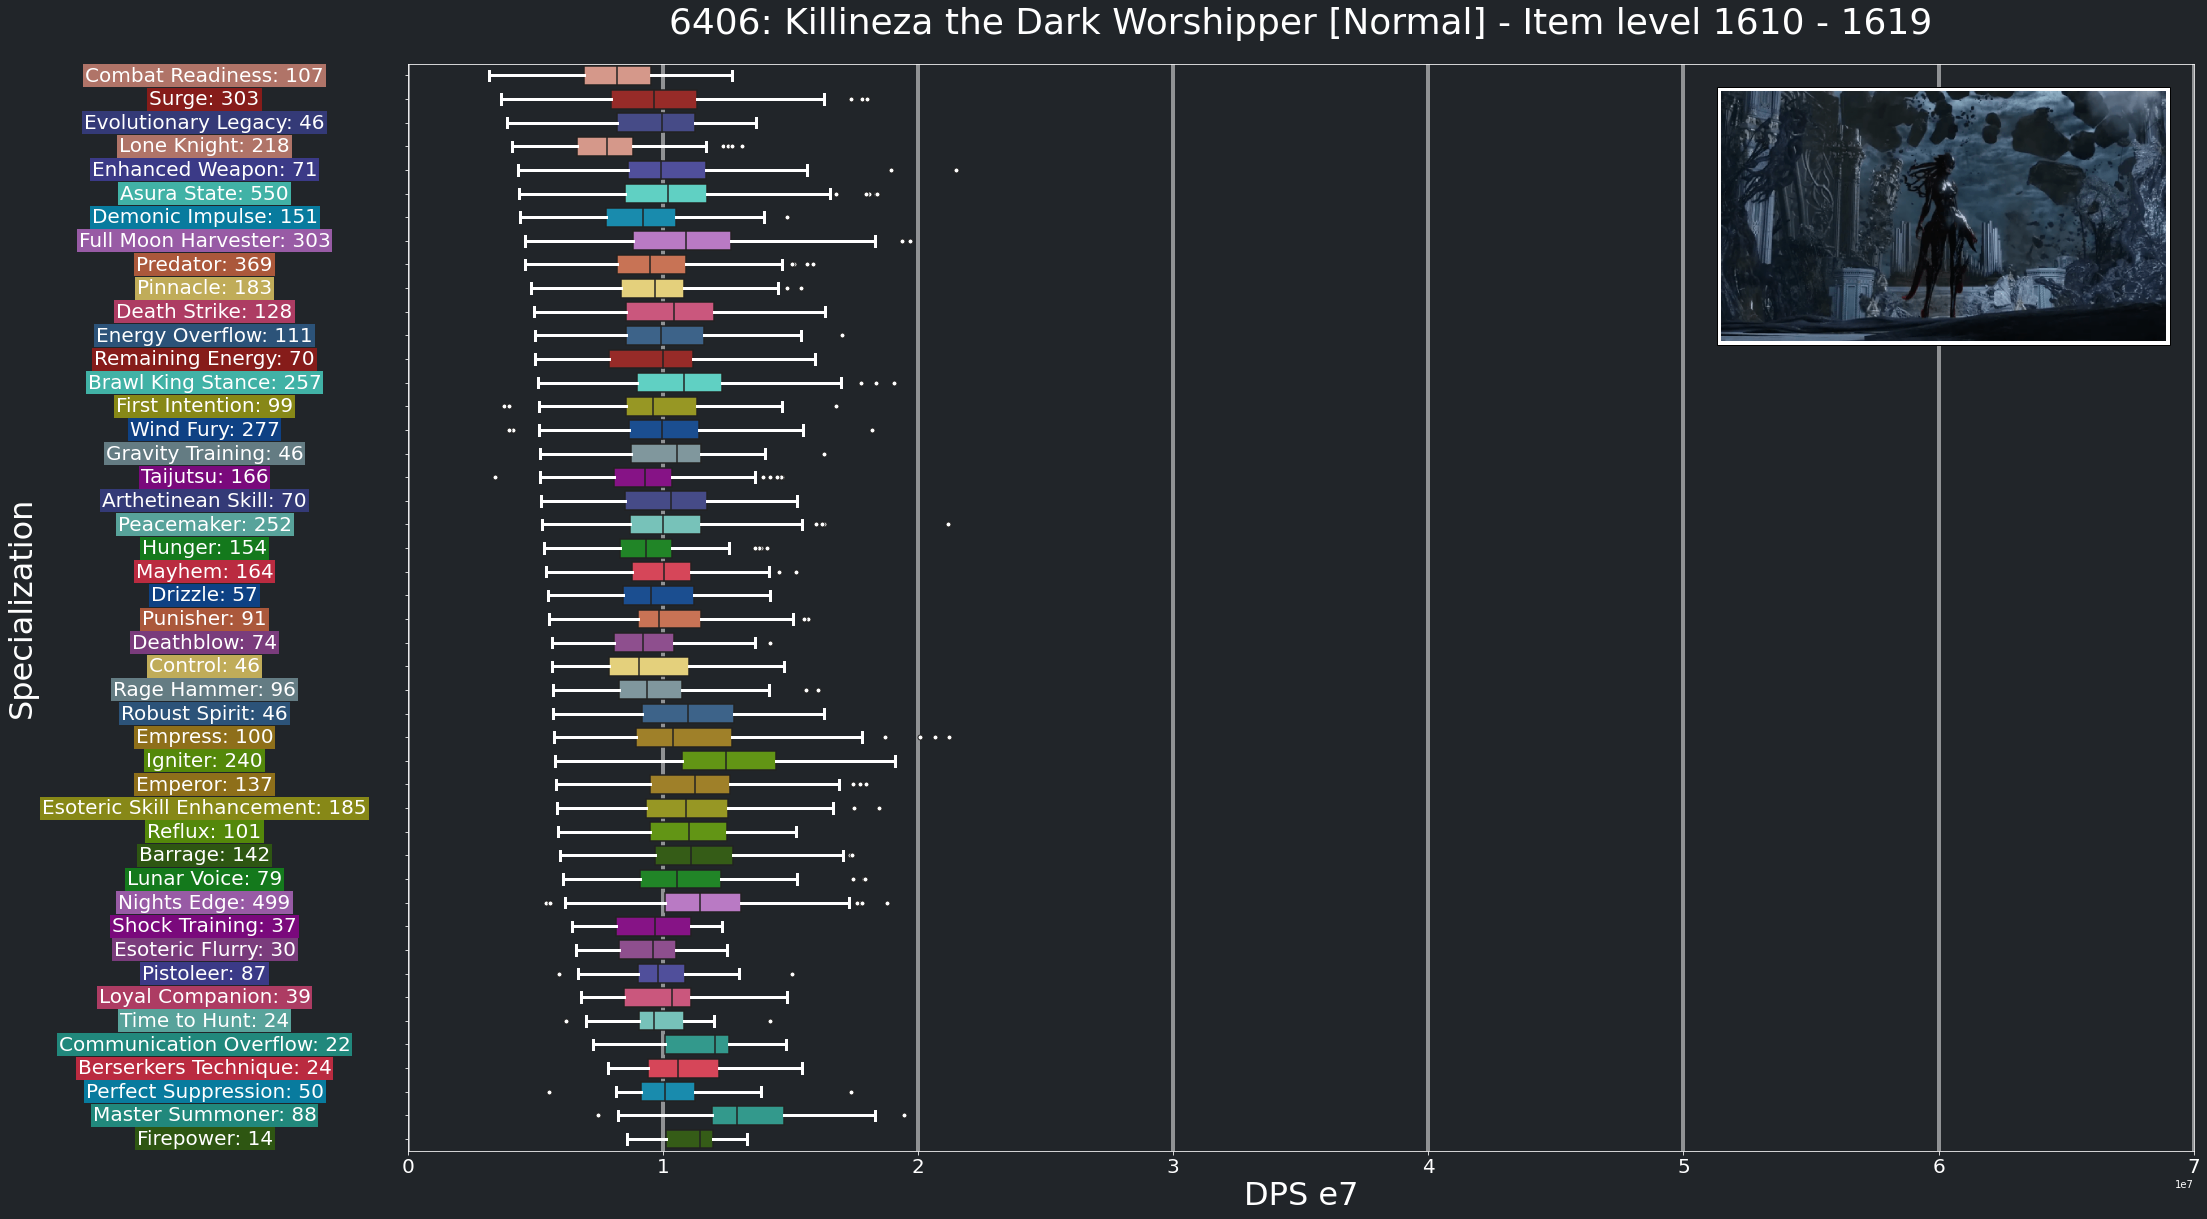 6406: Killineza the Dark Worshipper [Normal] - Item level 1610 - 1619
Specialization
Combat Readiness: 107
Surge: 303
Evolutionary Legacy: 46
Lone Knight: 218
Enhanced Weapon: 71
Asura State: 550
Demonic Impulse: 151
Full Moon Harvester: 303
Predator: 369
Pinnacle: 183
Death Strike: 128
Energy Overflow: 111
Remaining Energy: 70
Brawl King Stance: 257
First Intention: 99
Wind Fury: 277
Gravity Training: 46
Taijutsu: 166
Arthetinean Skill: 70
Peacemaker: 252
Hunger: 154
Mayhem: 164
Drizzle: 57
Punisher: 91
Deathblow: 74
Control: 46
Rage Hammer: 96
Robust Spirit: 46
Empress: 100
Igniter: 240
Emperor: 137
Esoteric Skill Enhancement: 185
Reflux: 101
Barrage: 142
Lunar Voice: 79
Nights Edge: 499
Shock Training: 37
Esoteric Flurry: 30
Pistoleer: 87
Loyal Companion: 39
Time to Hunt: 24
Communication Overflow: 22
Berserkers Technique: 24
Perfect Suppression: 50
Master Summoner: 88
Firepower: 14
0 1 2 3 4 5 6 7
1e7
DPS e7